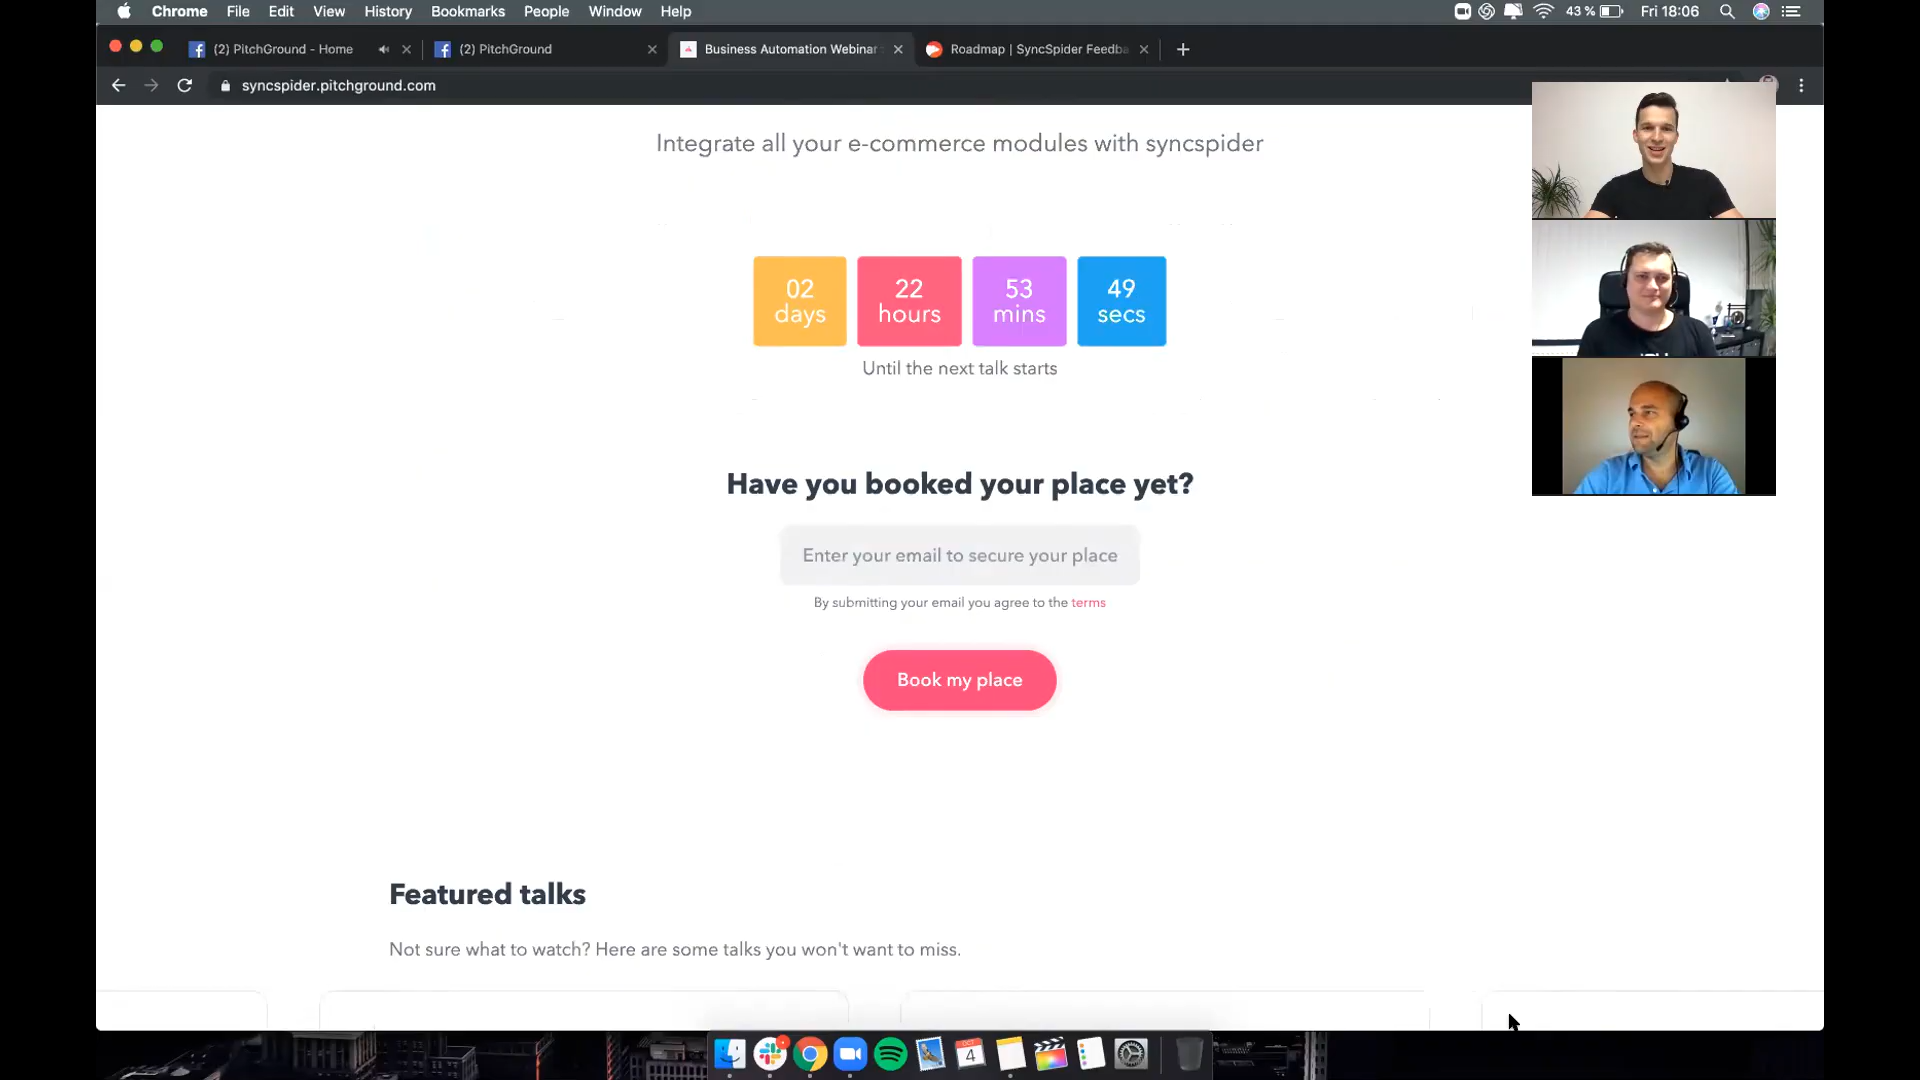 Chrome File Edit View History Bookmarks People Window Help 43 % Fri 18:06
(2) PitchGround - Home (2) PitchGround Business Automation Webinar Roadmap | SyncSpider Feedba
syncspider.pitchground.com
Integrate all your e-commerce modules with syncspider
02 22 53 49
days hours mins secs
Until the next talk starts
Have you booked your place yet?
Enter your email to secure your place
By submitting your email you agree to the terms
Book my place
Featured talks
Not sure what to watch? Here are some talks you won't want to miss.
OCT
4